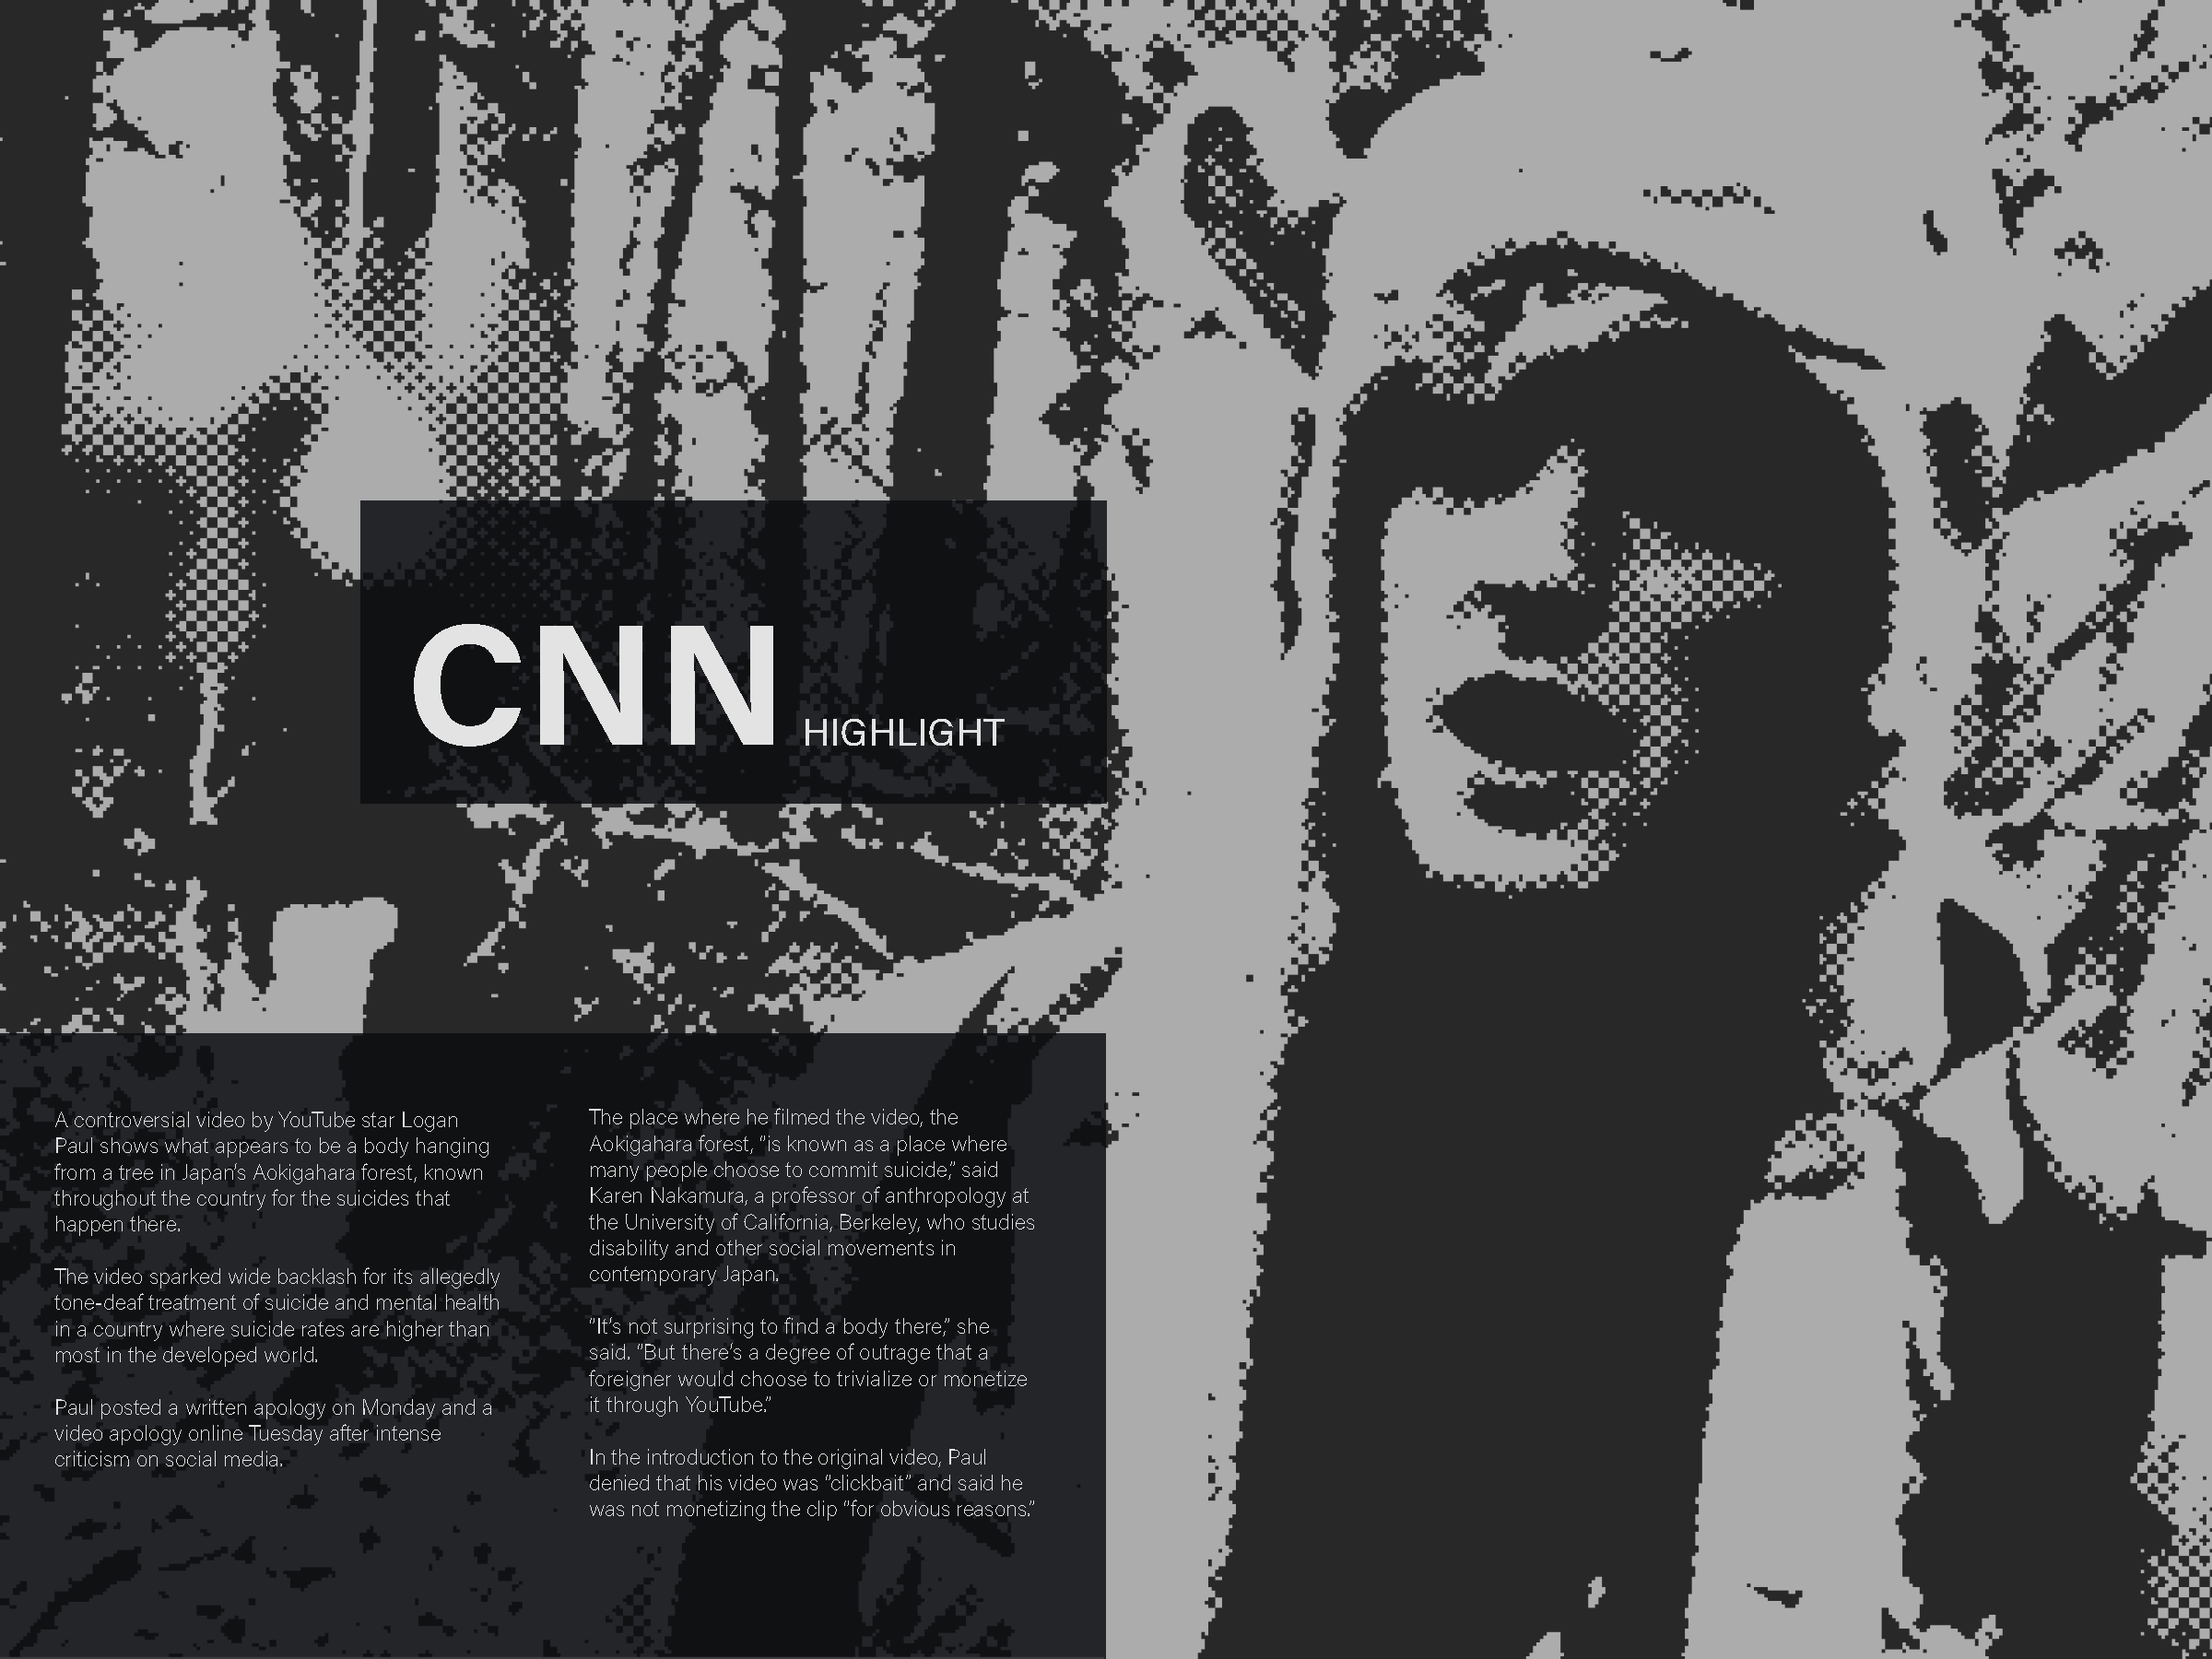 CNN HIGHLIGHT
A controversial video by YouTube star Logan
Paul shows what appears to be a body hanging
from a tree in Japan's Aokigahara forest, known
throughout the country for the suicides that
happen there.
The video sparked wide backlash for its allegedly
tone-deaf treatment of suicide and mental health
in a country where suicide rates are higher than
most in the developed world.
Paul posted a written apology on Monday and a
video apology online Tuesday after intense
criticism on social media.
The place where he filmed the video, the
Aokigahara forest, "is known as a place where
many people choose to commit suicide," said
Karen Nakamura, a professor of anthropology at
the University of California, Berkeley, who studies
disability and other social movements in
contemporary Japan.
"It's not surprising to find a body there," she
said. "But there's a degree of outrage that a
foreigner would choose to trivialize or monetize
it through YouTube."
In the introduction to the original video, Paul
denied that his video was "clickbait" and said he
was not monetizing the clip "for obvious reasons."